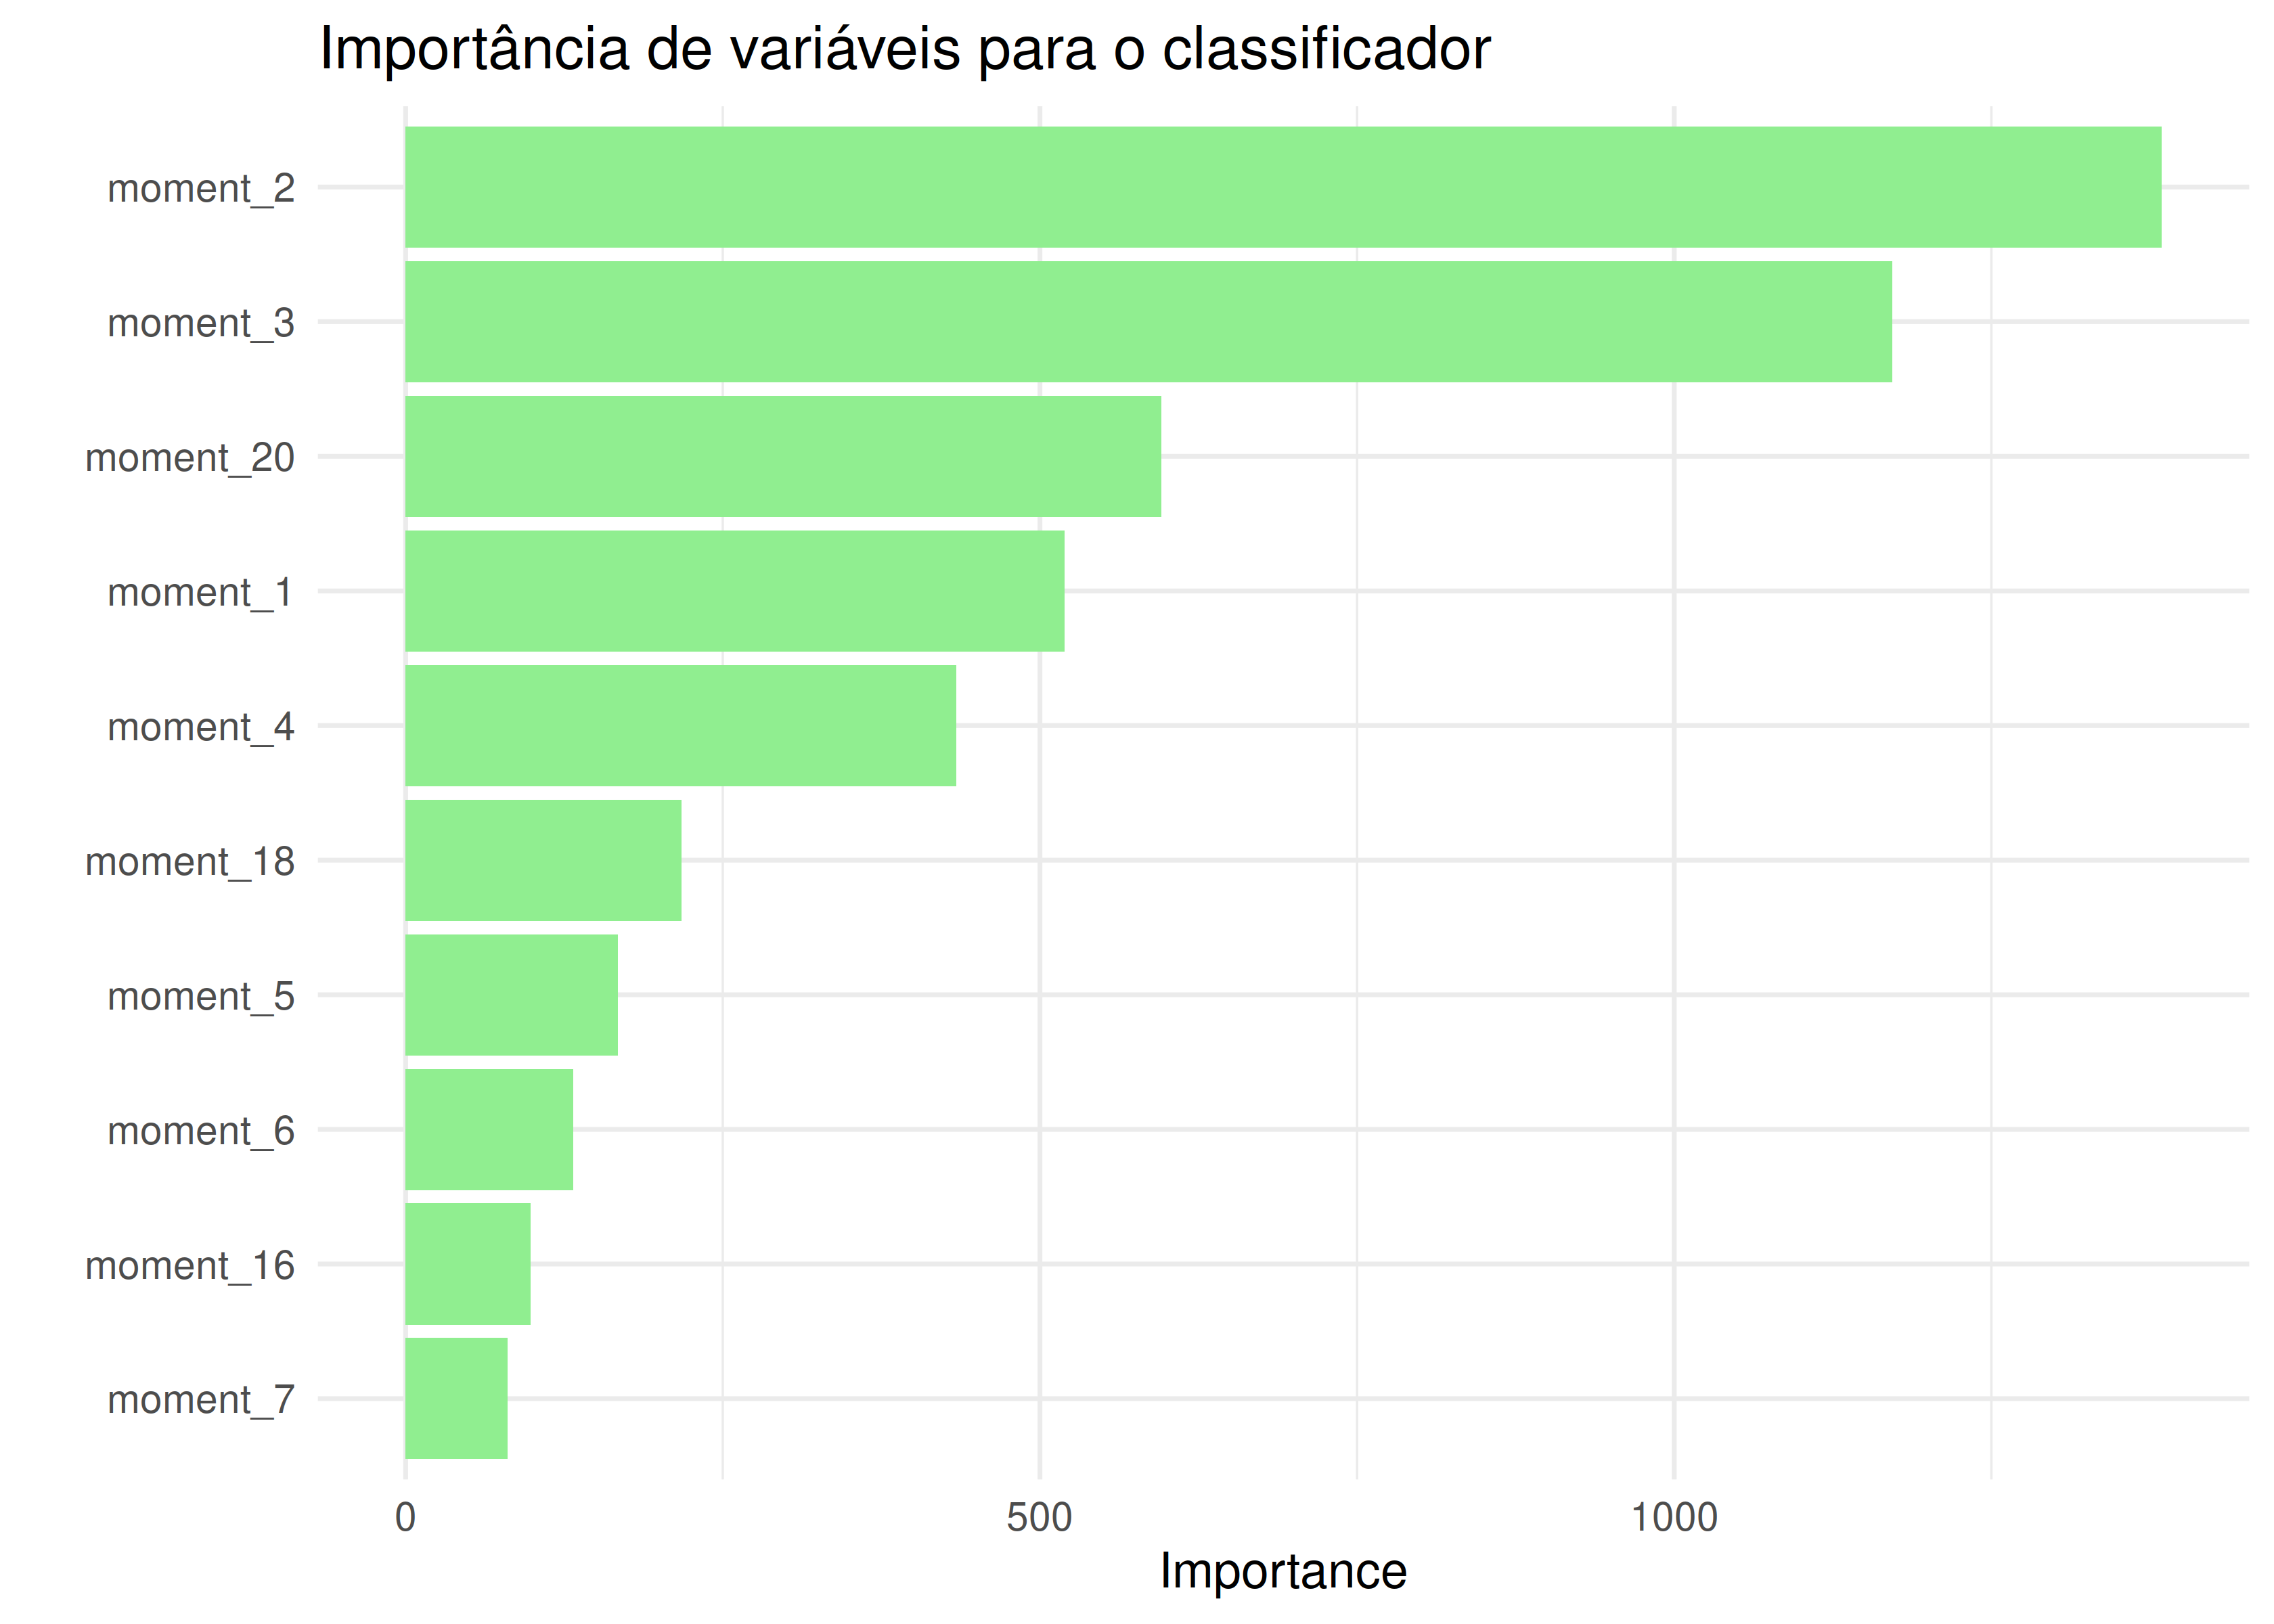 Importância de variáveis para o classificador
moment_2
moment_3
moment_20
moment_1
moment_4
moment_18
moment_5
moment_6
moment_16
moment_7
0 500 1000
Importance